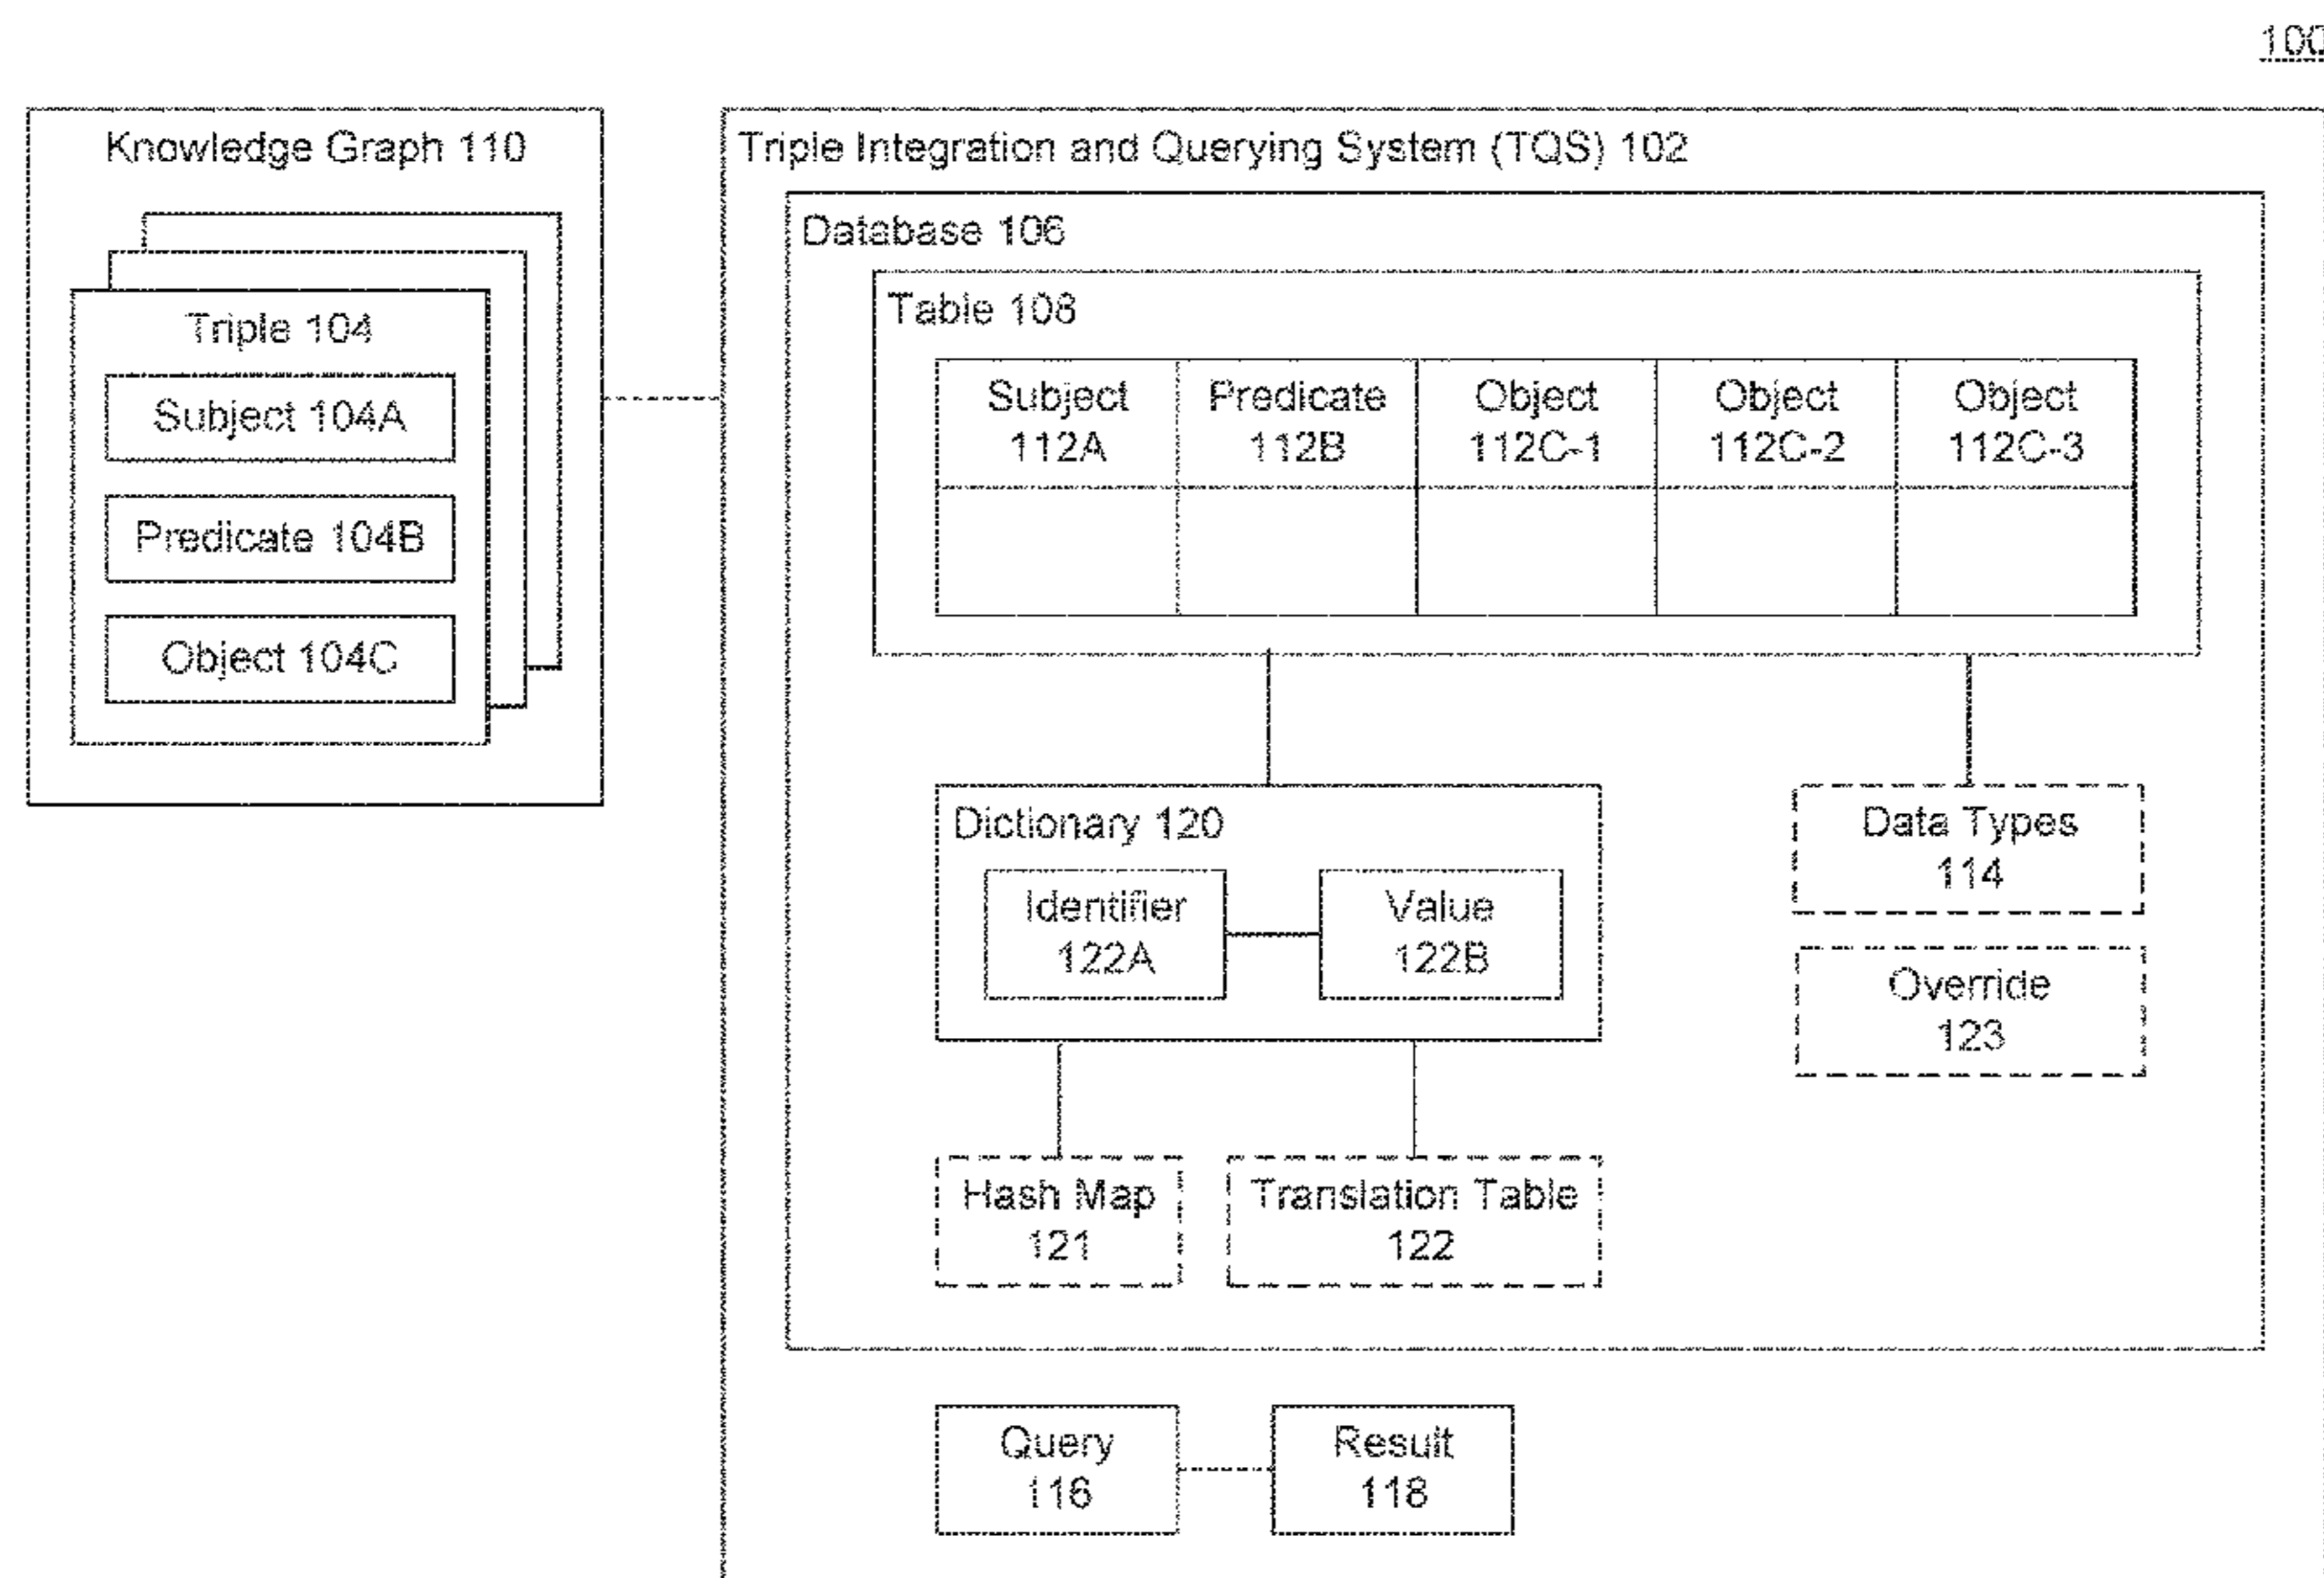 100
Knowledge Graph 110
Triple 104
Subject 104A
Predicate 104B
Object 104C
Triple Integration and Querying System (TQS) 102
Database 106
Table 108
Subject
112A
Predicate
112B
Object
112C-1
Object
112C-2
Object
112C-3
Dictionary 120
Identifier
122A
Value
122B
Data Types
114
Override
123
Hash Map
121
Translation Table
122
Query
116
Result
118